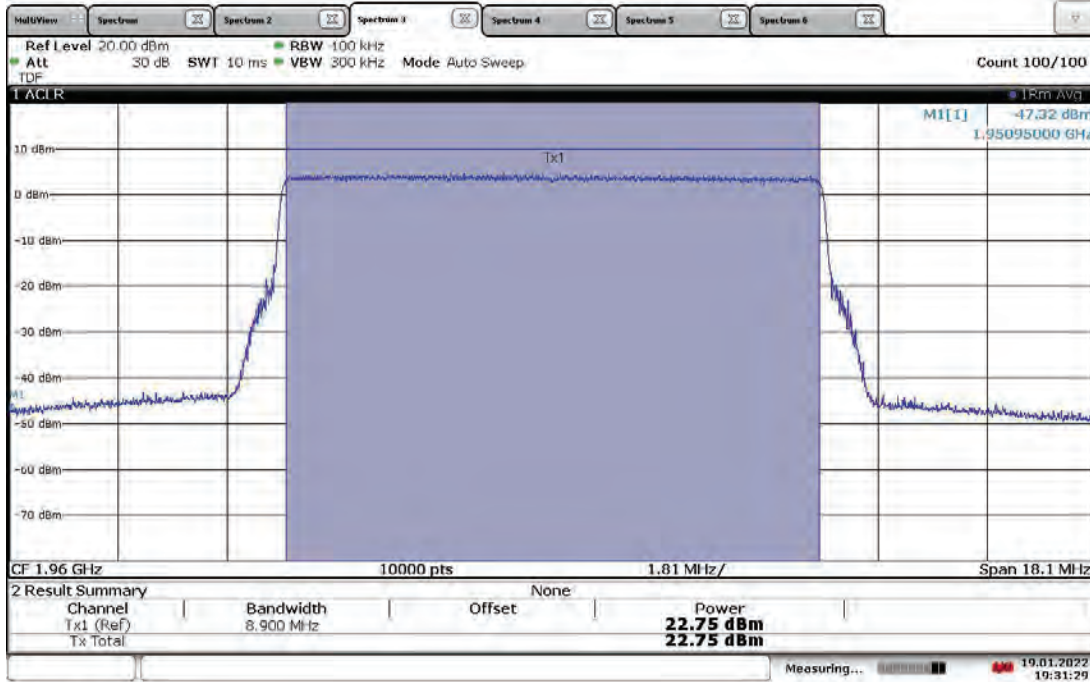 MultiView Spectrum Spectrum 2 Spectrum 3 Spectrum 4 Spectrum 5 Spectrum 6
Ref Level 20.00 dBm RBW 100 kHz
Att 30 dB SWT 10 ms VBW 300 kHz Mode Auto Sweep Count 100/100
TDF
1 ACLR 1Rm Avg
M1[1] -47.32 dBm
1.95095000 GHz
10 dBm
Tx1
0 dBm
-10 dBm
-20 dBm
-30 dBm
-40 dBm
M1
-50 dBm
-60 dBm
-70 dBm
CF 1.96 GHz 10000 pts 1.81 MHz/ Span 18.1 MHz
2 Result Summary None
Channel Bandwidth Offset Power
Tx1 (Ref) 8.900 MHz 22.75 dBm
Tx Total 22.75 dBm
Measuring... 19.01.2022
19:31:29